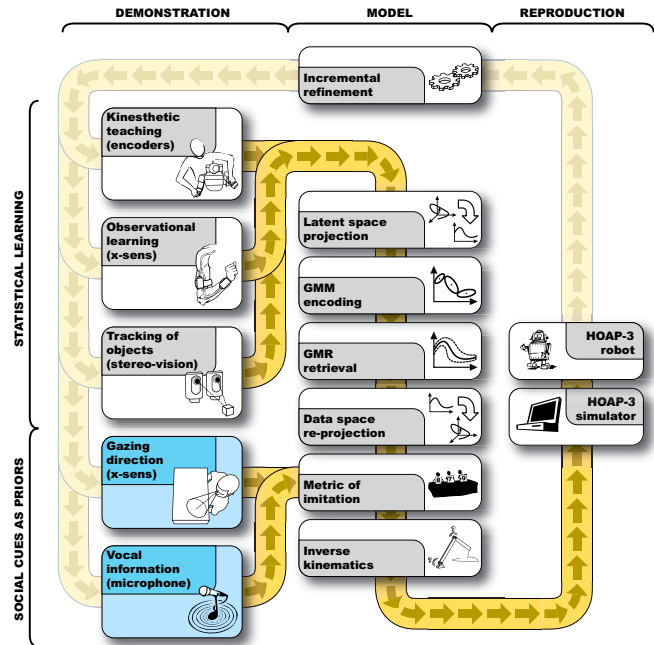 DEMONSTRATION
MODEL
REPRODUCTION
Incremental
refinement
STATISTICAL LEARNING
Kinesthetic
teaching
(encoders)
Observational
learning
(x-sens)
Tracking of
objects
(stereo-vision)
SOCIAL CUES AS PRIORS
Gazing
direction
(x-sens)
Vocal
information
(microphone)
Latent space
projection
GMM
encoding
GMR
retrieval
Data space
re-projection
Metric of
imitation
Inverse
kinematics
HOAP-3
robot
HOAP-3
simulator